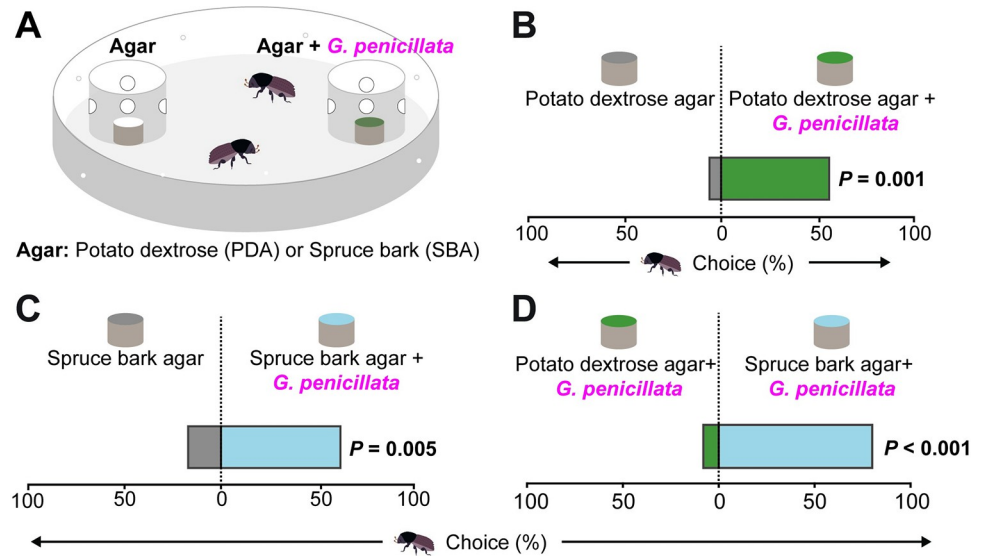 A
Agar
Agar + G. penicillata
Agar: Potato dextrose (PDA) or Spruce bark (SBA)
B
Potato dextrose agar
Potato dextrose agar +
G. penicillata
P = 0.001
100 50 0 50 100
Choice (%)
C
Spruce bark agar
Spruce bark agar +
G. penicillata
P = 0.005
100 50 0 50 100
D
Potato dextrose agar+
G. penicillata
Spruce bark agar+
G. penicillata
P < 0.001
100 50 0 50 100
Choice (%)